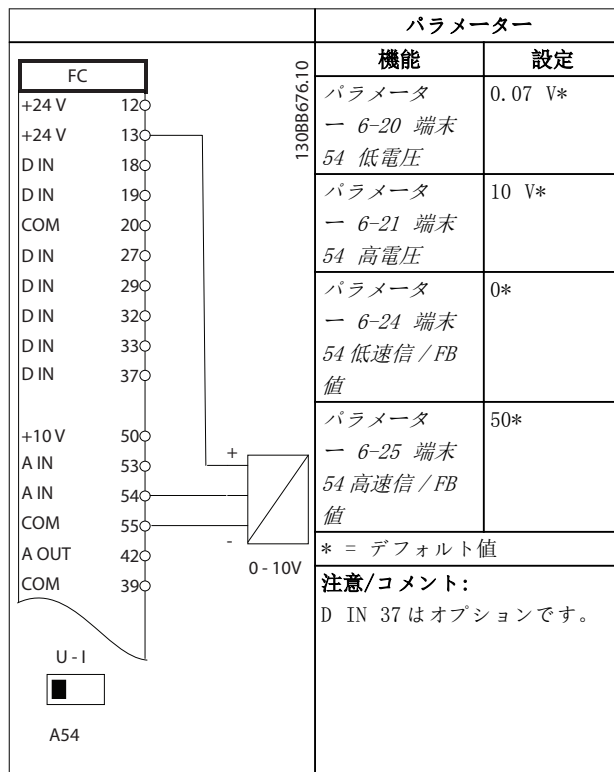 パラメーター
機能 設定
パラメータ
ー 6-20 端末
54 低電圧
0.07 V*
パラメータ
ー 6-21 端末
54 高電圧
10 V*
パラメータ
ー 6-24 端末
54 低速信 / FB
値
0*
パラメータ
ー 6-25 端末
54 高速信 / FB
値
50*
* = デフォルト値
注意/コメント:
D IN 37 はオプションです。
FC
130BB676.10
+24 V 12
+24 V 13
D IN 18
D IN 19
COM 20
D IN 27
D IN 29
D IN 32
D IN 33
D IN 37
+10 V 50
A IN 53
A IN 54
COM 55
A OUT 42
COM 39
+
-
0 - 10V
U - I
A54